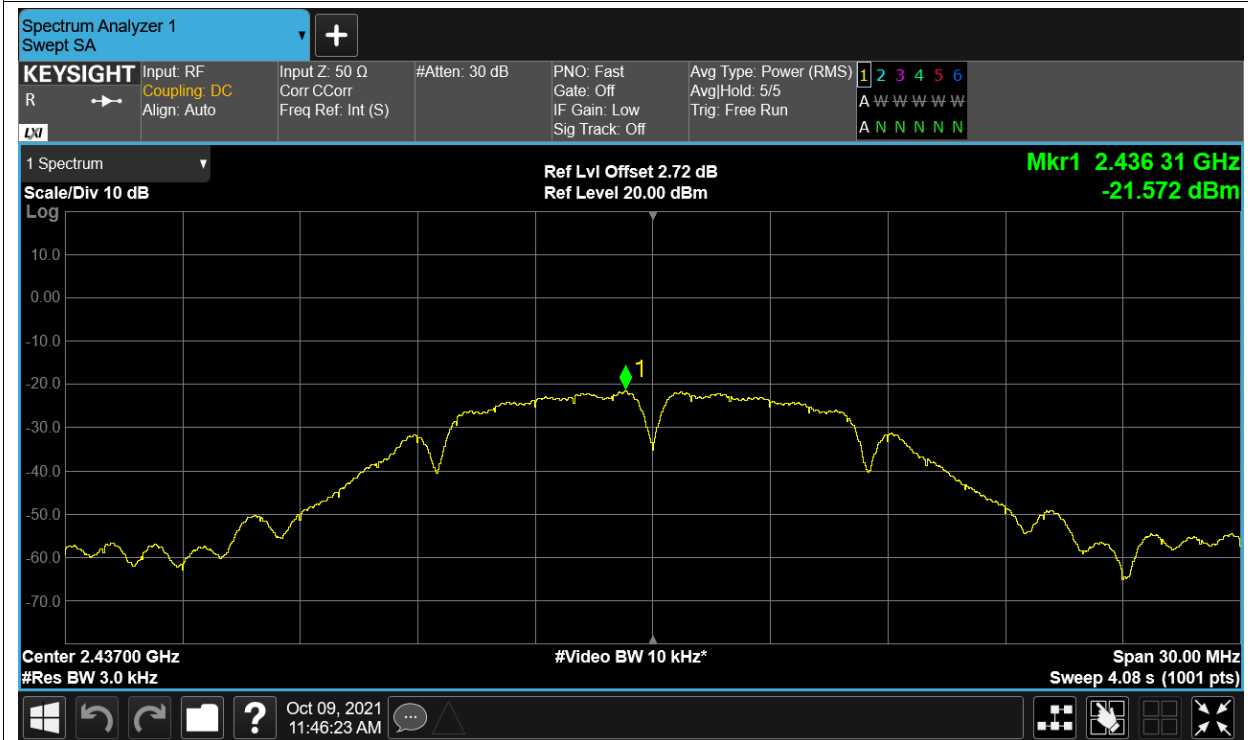 Spectrum Analyzer 1
Swept SA
KEYSIGHT
R
LXI
Input: RF
Coupling: DC
Align: Auto
Input Z: 50 Ω
Corr CCorr
Freq Ref: Int (S)
#Atten: 30 dB
PNO: Fast
Gate: Off
IF Gain: Low
Sig Track: Off
Avg Type: Power (RMS)
Avg|Hold: 5/5
Trig: Free Run
1 2 3 4 5 6
A W W W W W
A N N N N N
1 Spectrum
Scale/Div 10 dB
Ref Lvl Offset 2.72 dB
Ref Level 20.00 dBm
Mkr1 2.436 31 GHz
-21.572 dBm
Log
10.0
0.00
-10.0
-20.0
-30.0
-40.0
-50.0
-60.0
-70.0
1
Center 2.43700 GHz
#Res BW 3.0 kHz
#Video BW 10 kHz*
Span 30.00 MHz
Sweep 4.08 s (1001 pts)
?
Oct 09, 2021
11:46:23 AM